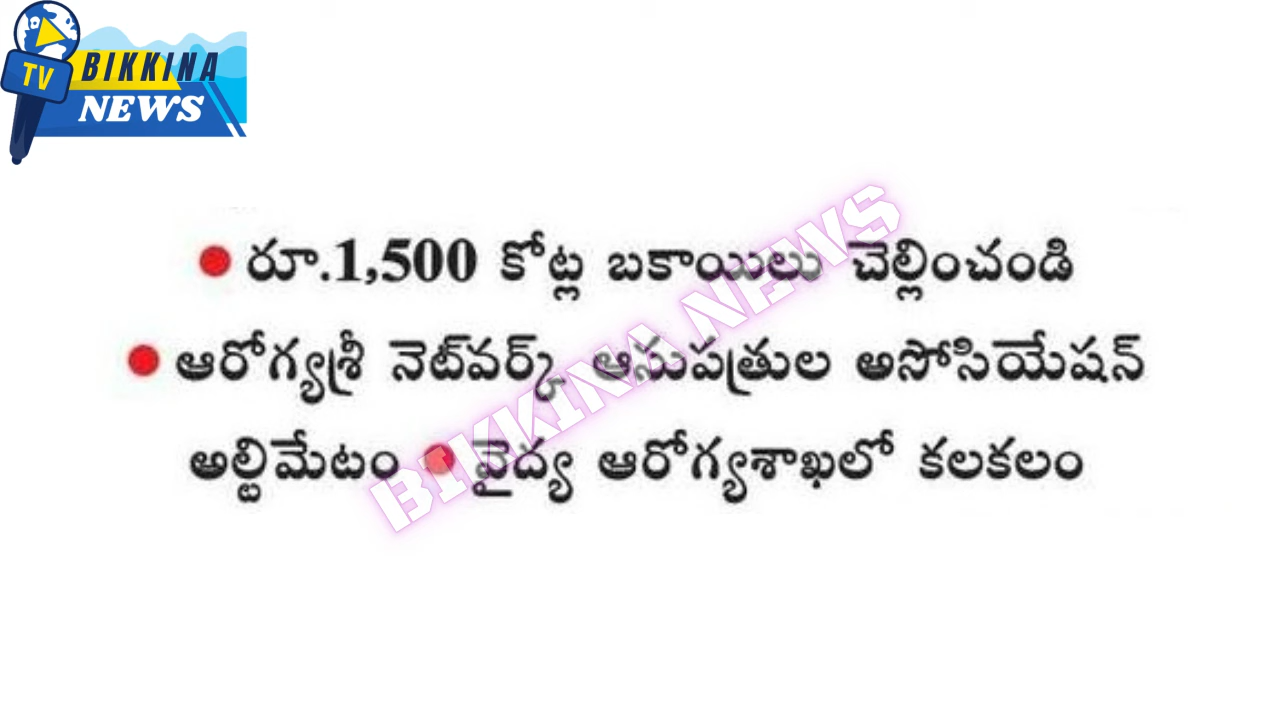 TV BIKKINA
NEWS
• రూ.1,500 కోట్ల బకాయిలు చెల్లించండి
• ఆరోగ్యశ్రీ నెట్‌వర్క్ ఆసుపత్రుల అసోసియేషన్
అల్టిమేటం • వైద్య ఆరోగ్యశాఖలో కలకలం
BIKKINA NEWS